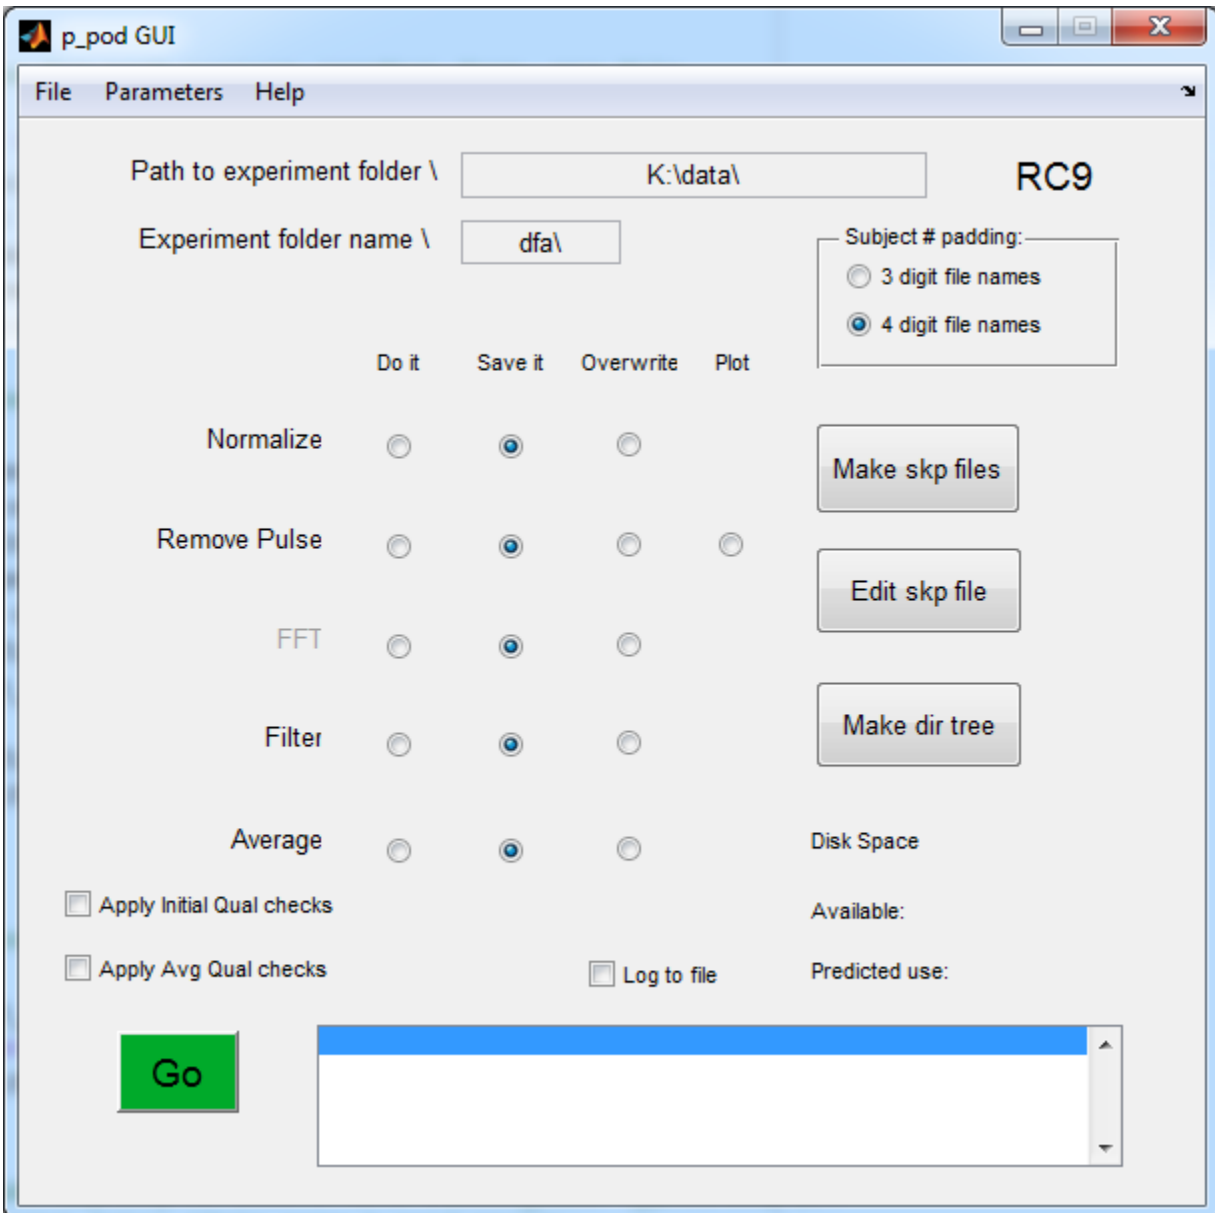 p_pod GUI
File Parameters Help
Path to experiment folder \ K:\data\ RC9
Experiment folder name \ dfa\
Subject # padding:
3 digit file names
4 digit file names
Do it Save it Overwrite Plot
Normalize
Make skp files
Remove Pulse
Edit skp file
FFT
Filter
Make dir tree
Average
Disk Space
Apply Initial Qual checks
Available:
Apply Avg Qual checks
Log to file
Predicted use:
Go